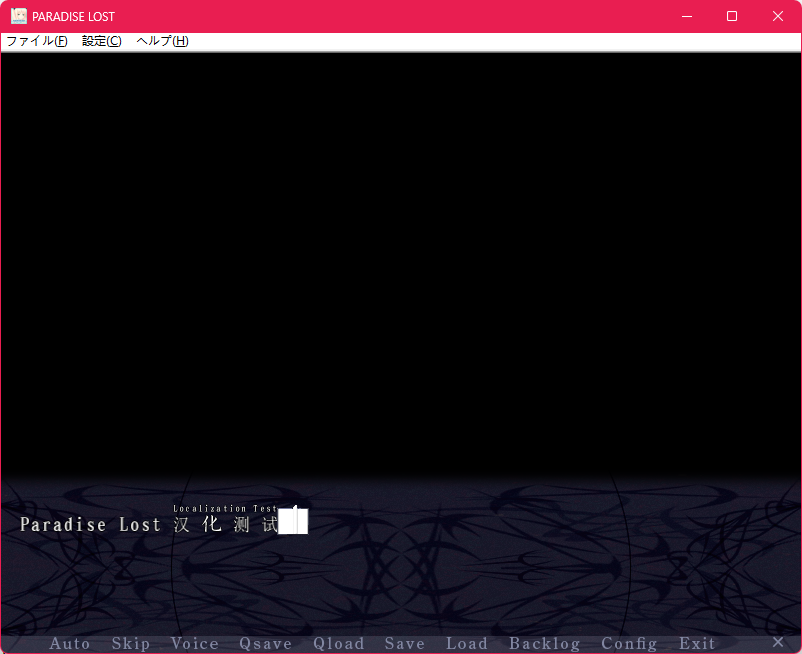 PARADISE LOST
ファイル(F) 設定(C) ヘルプ(H)
Localization Test
Paradise Lost 汉化测试
Auto Skip Voice Qsave Qload Save Load Backlog Config Exit ×